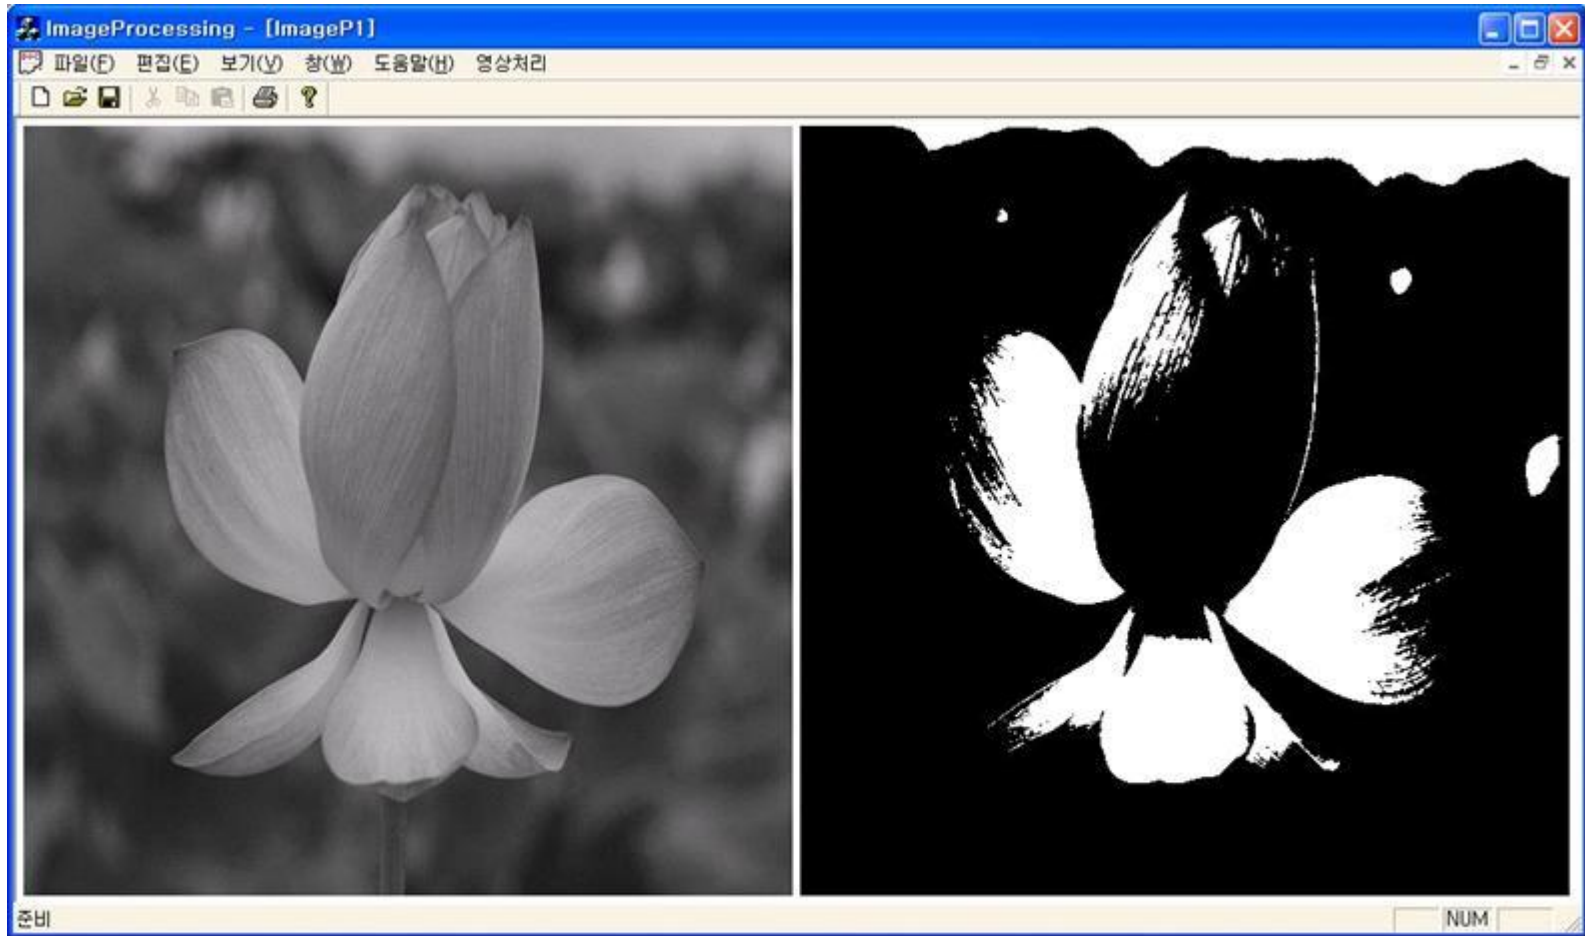 ImageProcessing - [ImageP1]
파일(F) 편집(E) 보기(V) 창(W) 도움말(H) 영상처리
준비 NUM